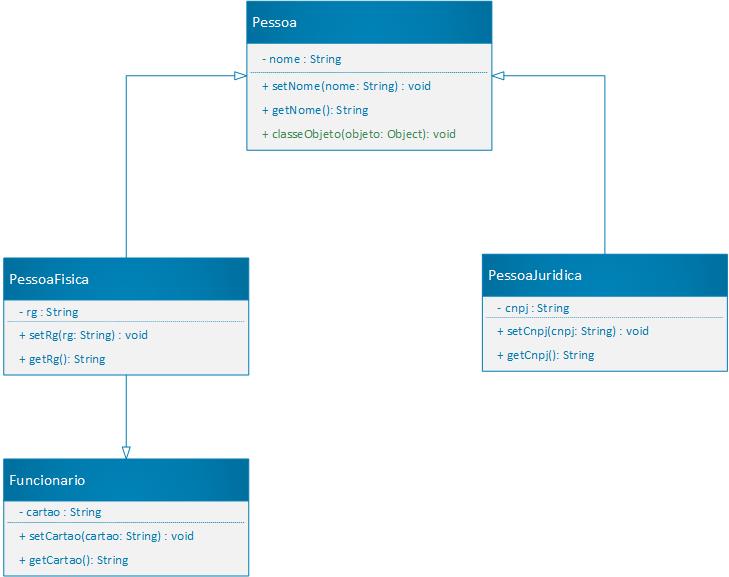 Pessoa
- nome : String
+ setNome(nome: String) : void
+ getNome(): String
+ classeObjeto(objeto: Object): void
PessoaFisica
- rg : String
+ setRg(rg: String) : void
+ getRg(): String
PessoaJuridica
- cnpj : String
+ setCnpj(cnpj: String) : void
+ getCnpj(): String
Funcionario
- cartao : String
+ setCartao(cartao: String) : void
+ getCartao(): String